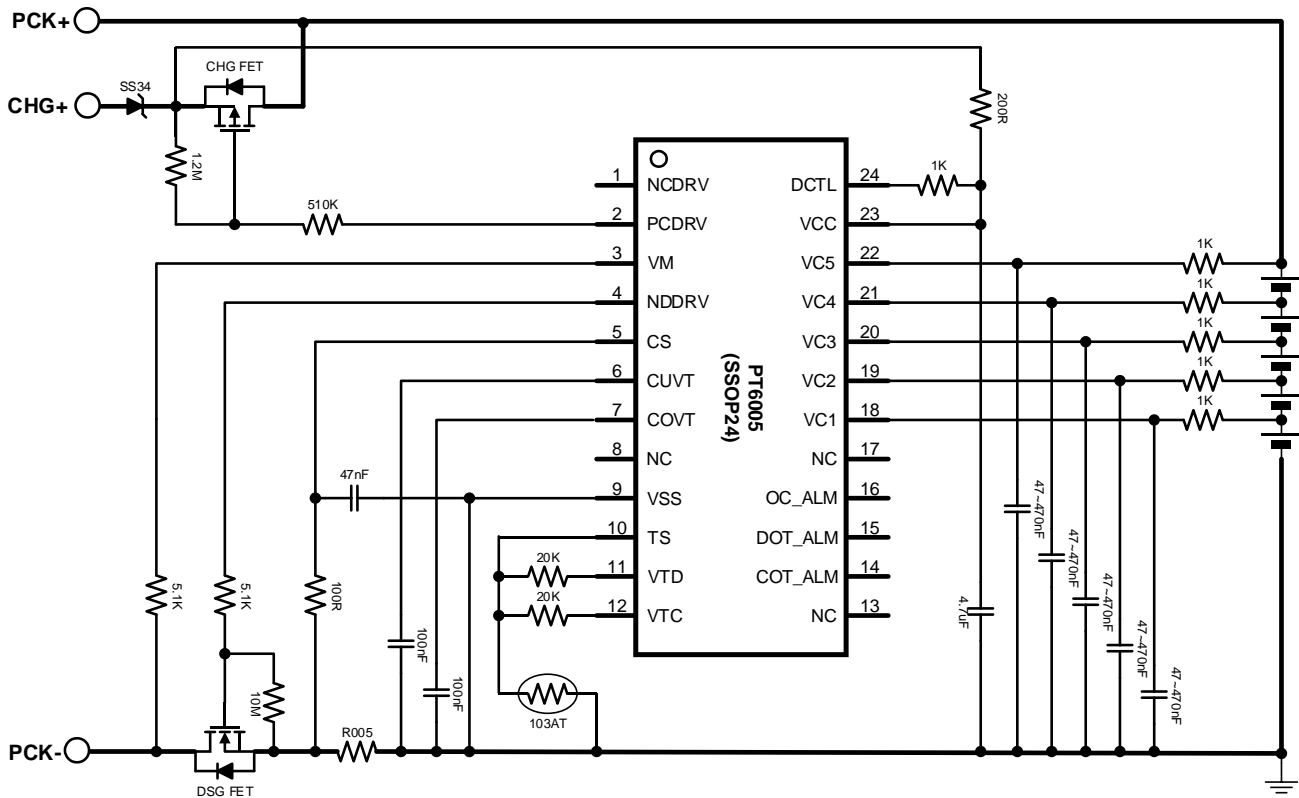 PCK+
CHG+
SS34
CHG FET
1.2M
510K
200R
1K
1 NCDRV
2 PCDRV
3 VM
4 NDDRV
5 CS
6 CUVT
7 COVT
8 NC
9 VSS
10 TS
11 VTD
12 VTC
PT6005
(SSOP24)
DCTL 24
VCC 23
VC5 22
VC4 21
VC3 20
VC2 19
VC1 18
NC 17
OC_ALM 16
DOT_ALM 15
COT_ALM 14
NC 13
1K
1K
1K
1K
1K
47nF
20K
20K
103AT
5.1K
5.1K
100R
100nF
100nF
10M
R005
4.7uF
47~470nF
47~470nF
47~470nF
47~470nF
47~470nF
PCK-
DSG FET